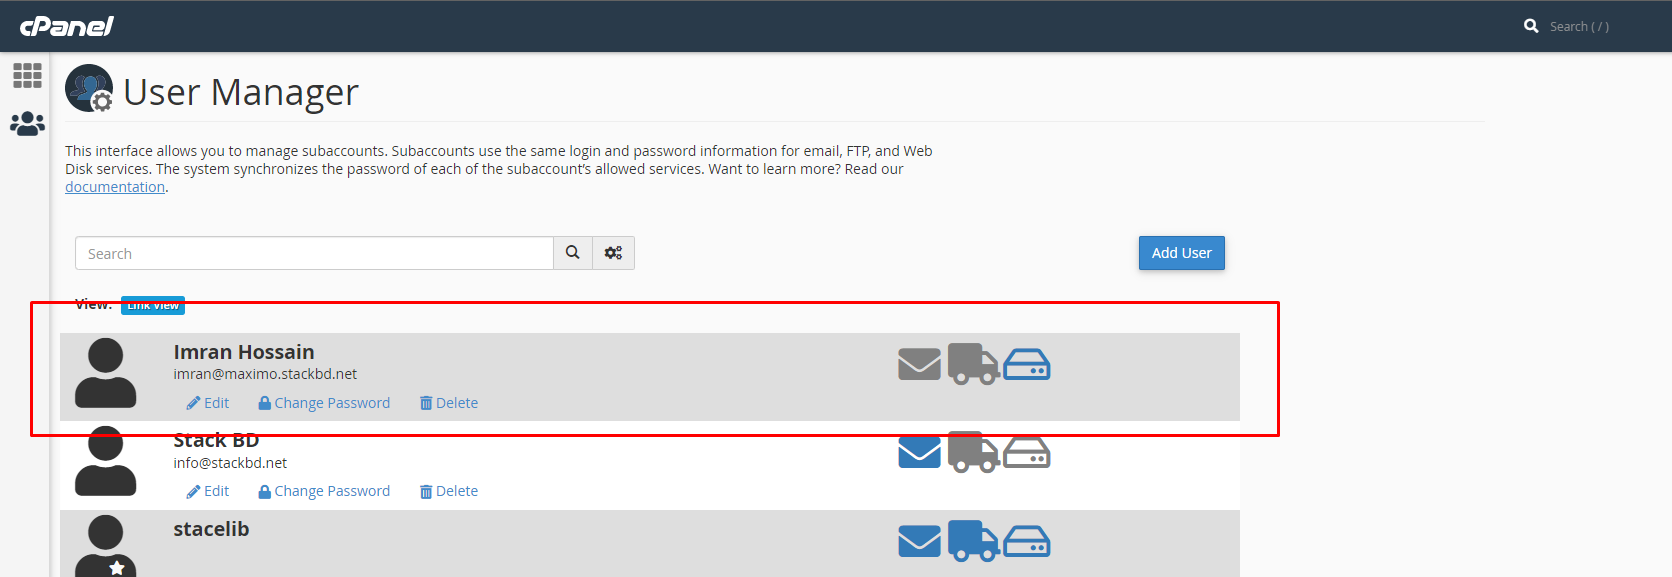 cPanel
Search ( / )
User Manager
This interface allows you to manage subaccounts. Subaccounts use the same login and password information for email, FTP, and Web
Disk services. The system synchronizes the password of each of the subaccount’s allowed services. Want to learn more? Read our
documentation.
Search
Add User
View: Link View
Imran Hossain
imran@maximo.stackbd.net
Edit Change Password Delete
Stack BD
info@stackbd.net
Edit Change Password Delete
stacelib